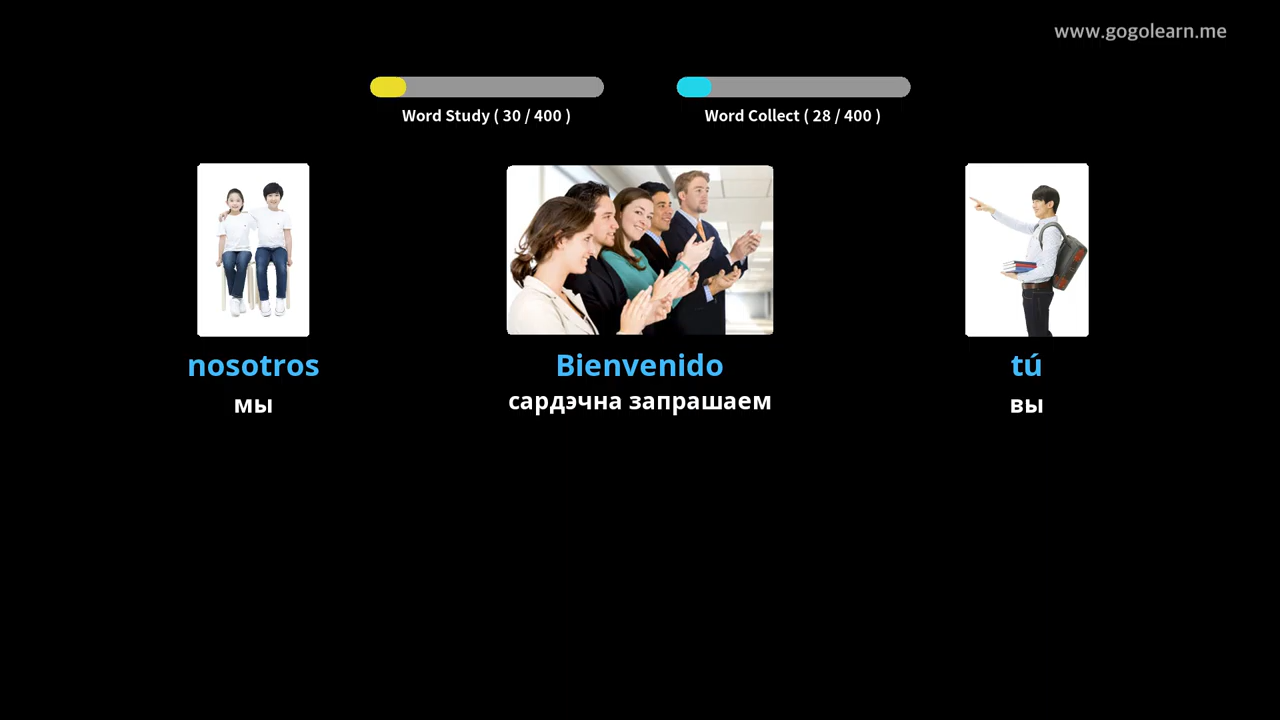 www.gogolearn.me
Word Study ( 30 / 400 )
Word Collect ( 28 / 400 )
nosotros
мы
Bienvenido
сардэчна запрашаем
tú
вы